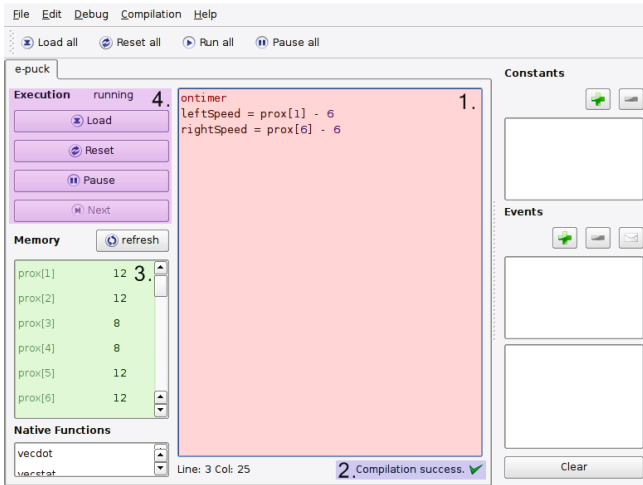 File Edit Debug Compilation Help
Load all Reset all Run all Pause all
e-puck
Execution running 4.
Load
Reset
Pause
Next
Memory refresh
prox[1] 12 3.
prox[2] 12
prox[3] 8
prox[4] 8
prox[5] 12
prox[6] 12
Native Functions
vecdot
vecstat
ontimer 1.
leftSpeed = prox[1] - 6
rightSpeed = prox[6] - 6
Line: 3 Col: 25 2. Compilation success.
Constants
Events
Clear